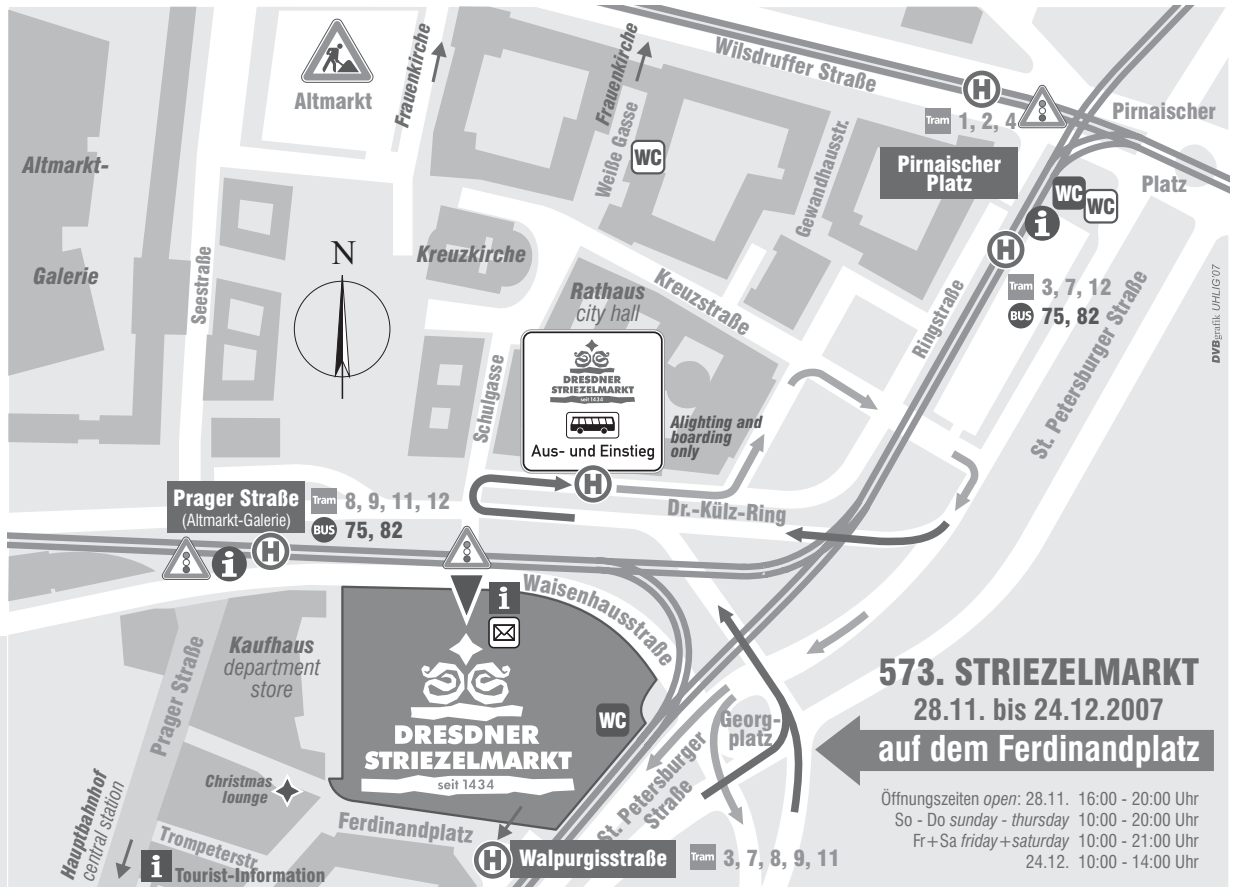 Altmarkt
Frauenkirche
Frauenkirche
Weiße Gasse
WC
Wilsdruffer Straße
H
Tram 1, 2, 4
Pirnaischer
Platz
Pirnaischer
Platz
Gewandhausstr.
WC
WC
i
H
Tram 3, 7, 12
BUS 75, 82
Altmarkt-
Galerie
Seestraße
N
Kreuzkirche
Kreuzstraße
Rathaus
city hall
Ringstraße
St. Petersburger Straße
DVBgrafik UHLIG'07
Schulgasse
DRESDNER
STRIEZELMARKT
seit 1434
Aus- und Einstieg
Alighting and
boarding
only
H
Dr.-Külz-Ring
Prager Straße
(Altmarkt-Galerie)
Tram 8, 9, 11, 12
BUS 75, 82
i
H
Waisenhausstraße
i
Kaufhaus
department
store
Prager Straße
DRESDNER
STRIEZELMARKT
seit 1434
WC
Georg-
platz
St. Petersburger
Straße
Christmas
lounge
Hauptbahnhof
central station
Trompeterstr.
i Tourist-Information
Ferdinandplatz
H Walpurgisstraße
Tram 3, 7, 8, 9, 11
573. STRIEZELMARKT
28.11. bis 24.12.2007
auf dem Ferdinandplatz
Öffnungszeiten open: 28.11. 16:00 - 20:00 Uhr
So - Do sunday - thursday 10:00 - 20:00 Uhr
Fr+Sa friday+saturday 10:00 - 21:00 Uhr
24.12. 10:00 - 14:00 Uhr